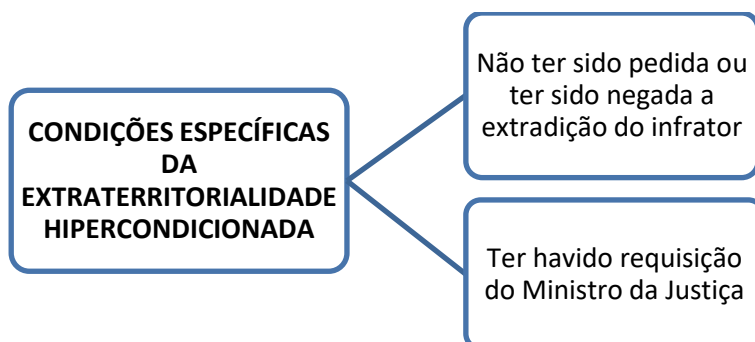 CONDIÇÕES ESPECÍFICAS
DA
EXTRATERRITORIALIDADE
HIPERCONDICIONADA
Não ter sido pedida ou
ter sido negada a
extradição do infrator
Ter havido requisição
do Ministro da Justiça